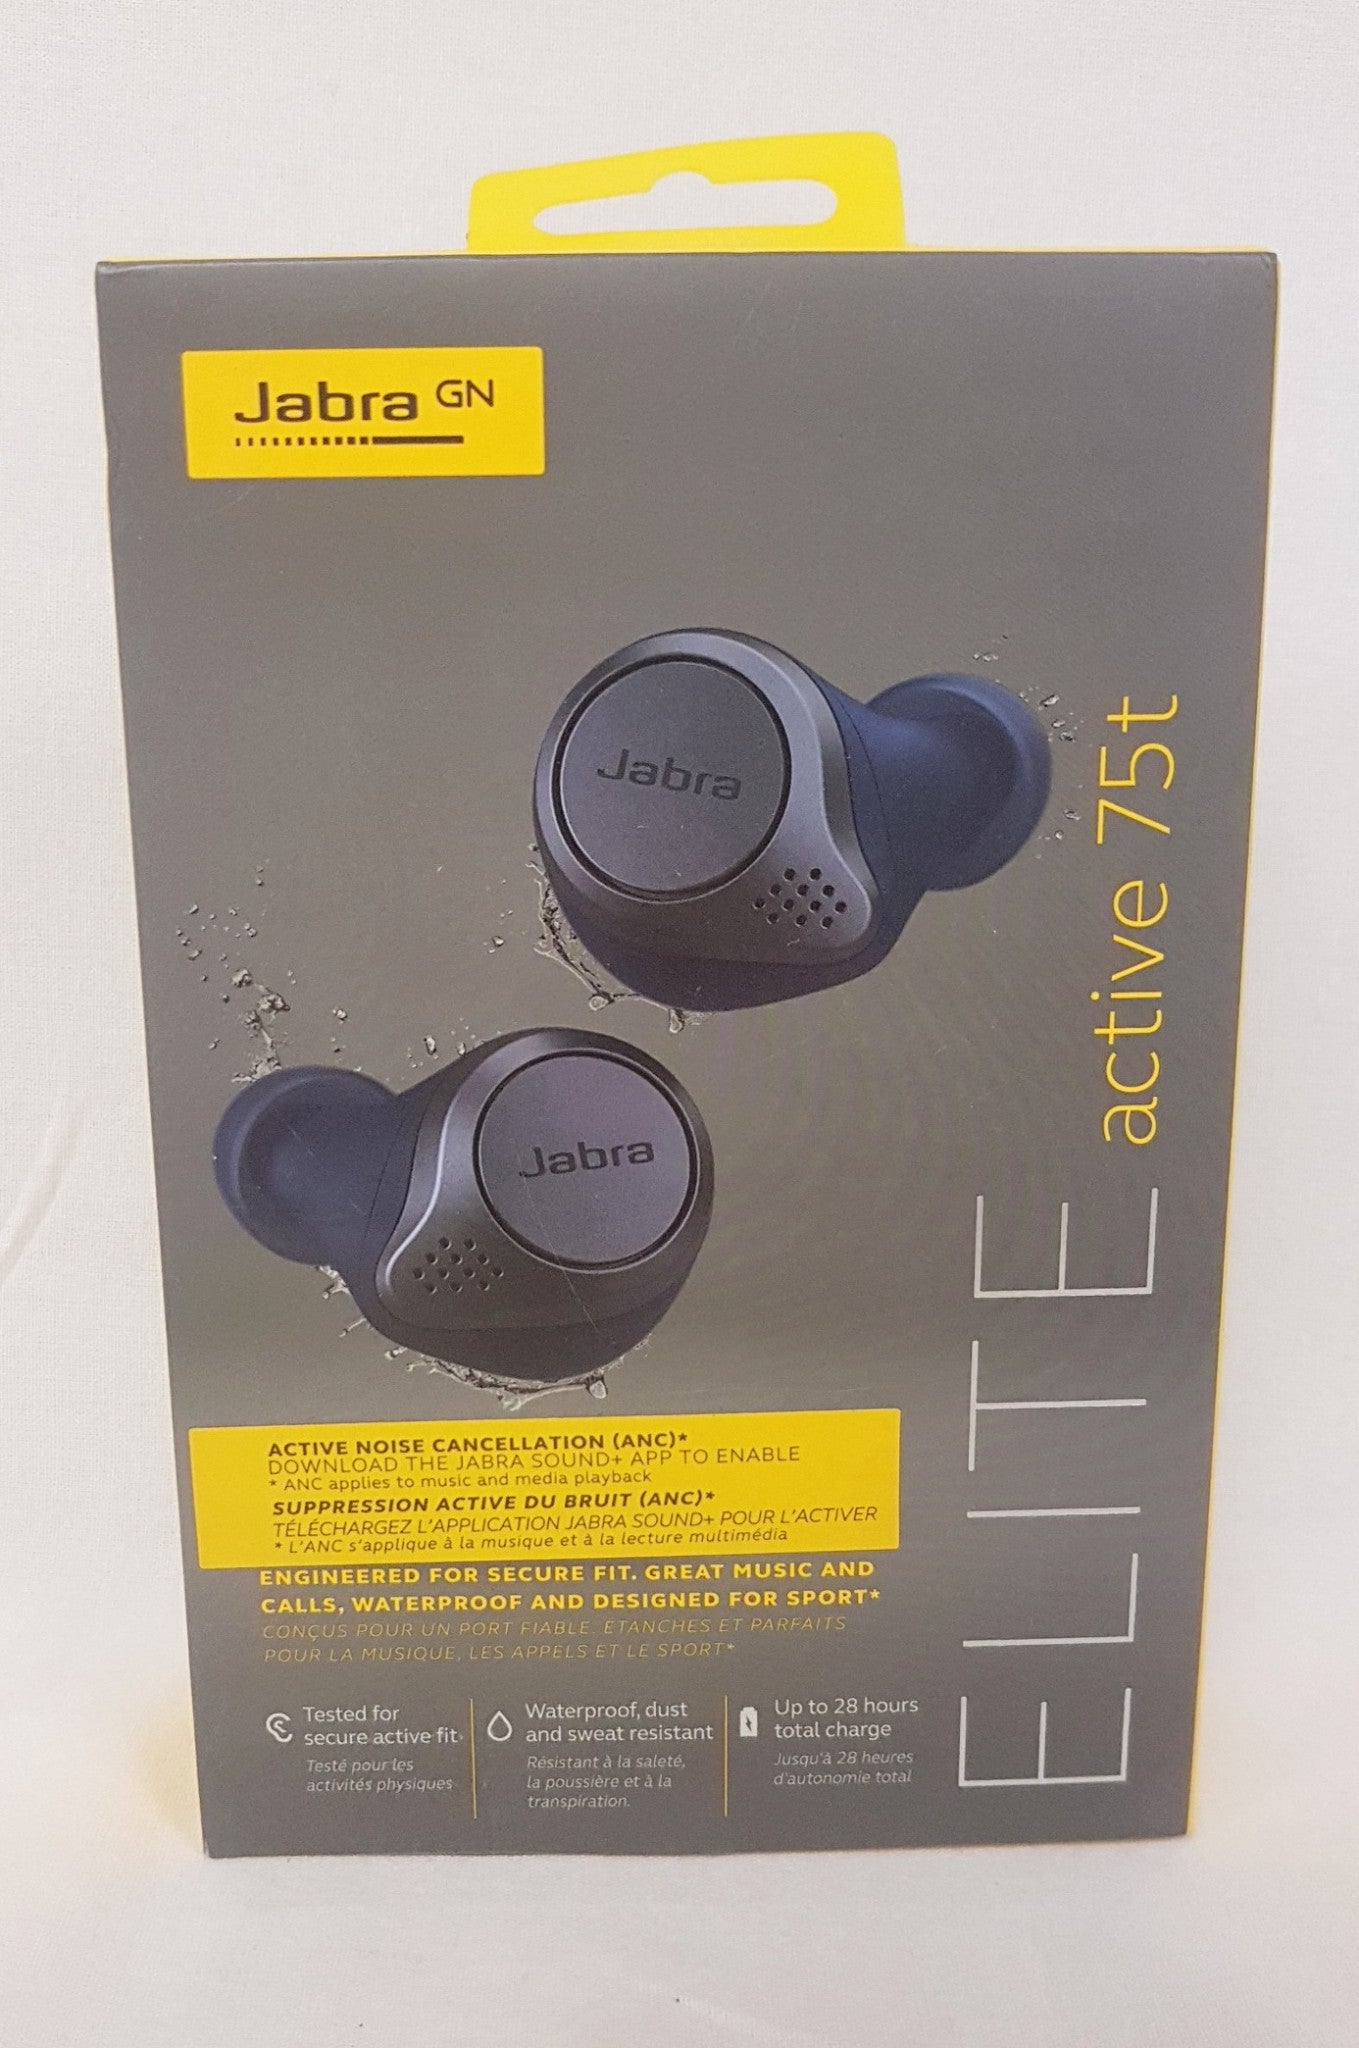 Jabra GN
Jabra
Jabra
ELITE active 75t
ACTIVE NOISE CANCELLATION (ANC)*
DOWNLOAD THE JABRA SOUND+ APP TO ENABLE
* ANC applies to music and media playback
SUPPRESSION ACTIVE DU BRUIT (ANC)*
TÉLÉCHARGEZ L'APPLICATION JABRA SOUND+ POUR L'ACTIVER
* L'ANC s'applique à la musique et à la lecture multimédia
ENGINEERED FOR SECURE FIT. GREAT MUSIC AND
CALLS, WATERPROOF AND DESIGNED FOR SPORT*
CONÇUS POUR UN PORT FIABLE. ETANCHES ET PARFAITS
POUR LA MUSIQUE, LES APPELS ET LE SPORT*
Tested for
secure active fit
Testé pour les
activités physiques
Waterproof, dust
and sweat resistant
Résistant à la saleté,
la poussière et à la
transpiration.
Up to 28 hours
total charge
Jusqu'à 28 heures
d'autonomie total